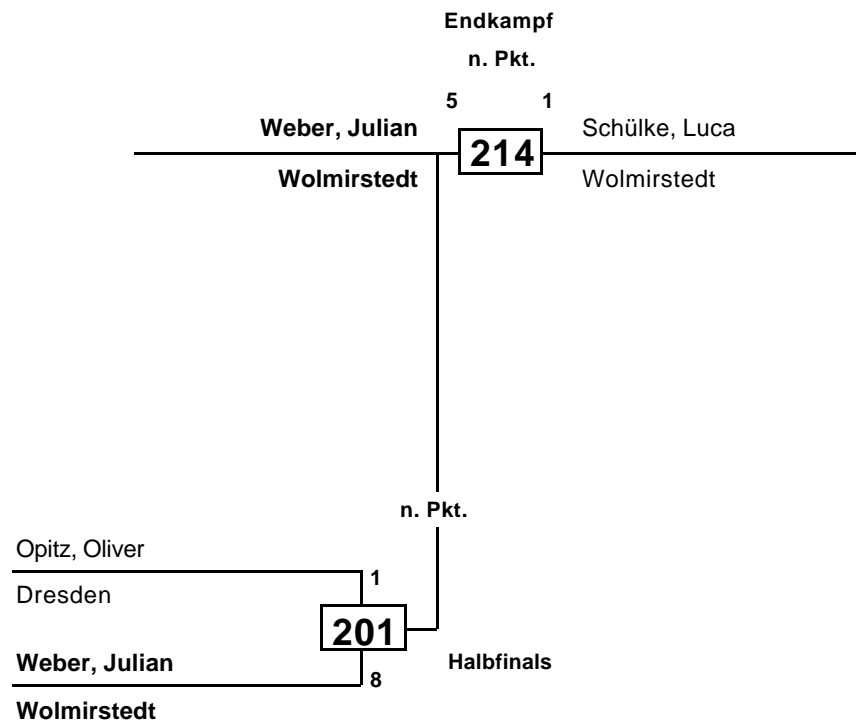 Endkampf
n. Pkt.
5 1
Weber, Julian 214 Schülke, Luca
Wolmirstedt Wolmirstedt
n. Pkt.
Opitz, Oliver
1
Dresden
201
Weber, Julian Halbfinals
8
Wolmirstedt